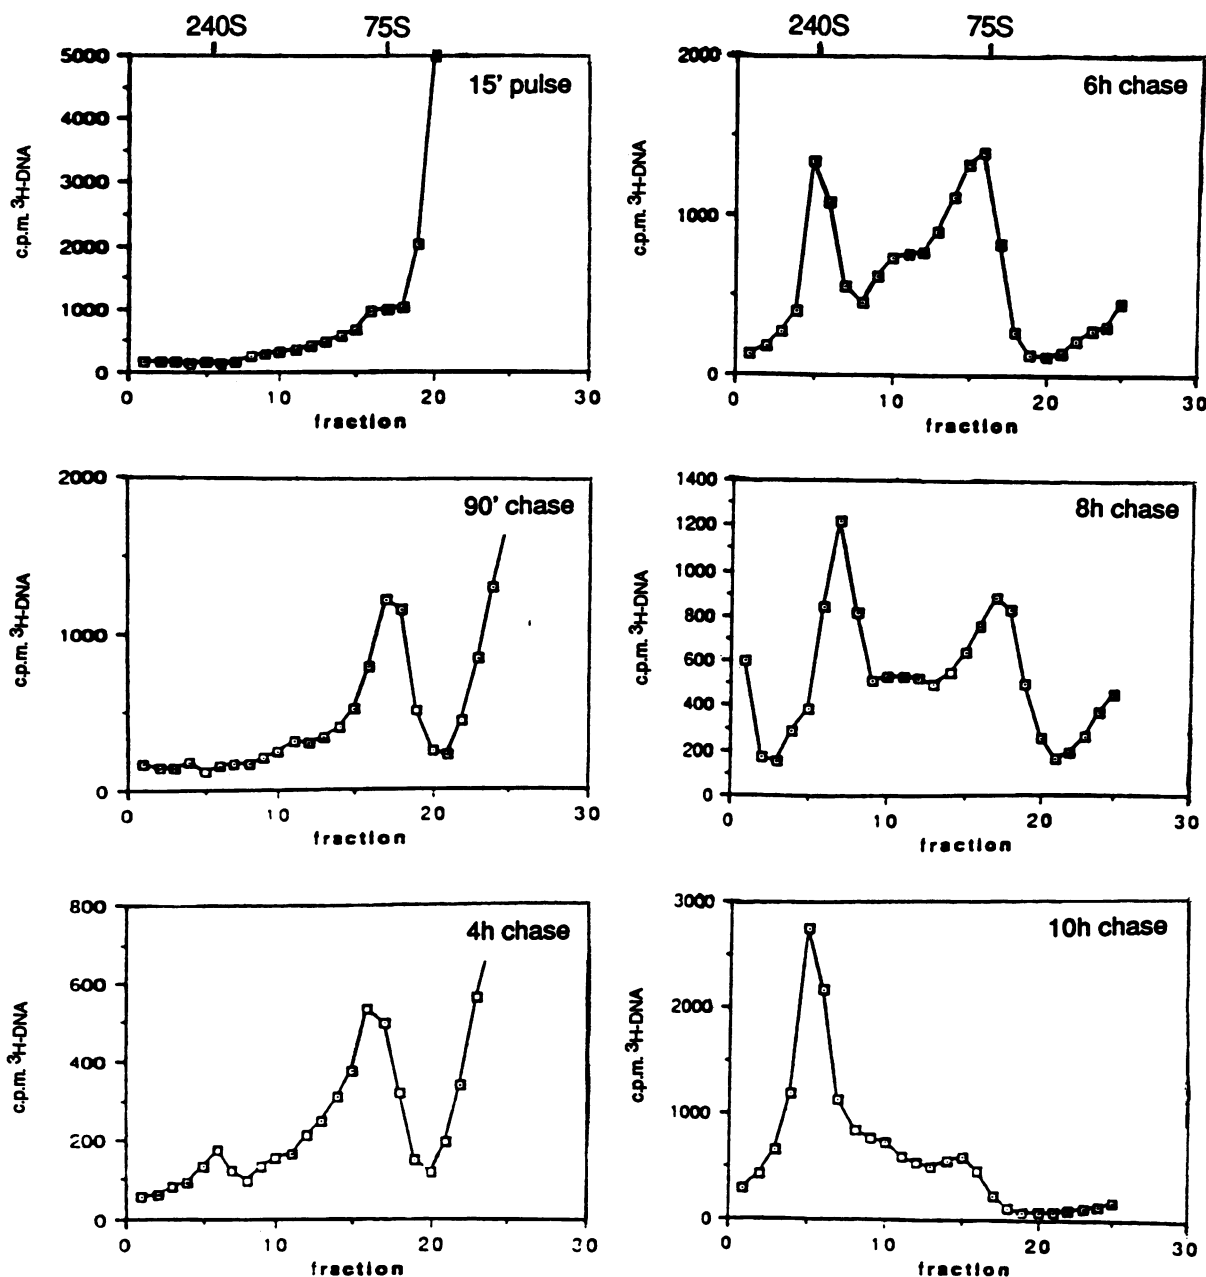 240S 75S
5000
4000
3000
2000
1000
0
15' pulse
c.p.m. ³H-DNA
0 10 20 30
fraction
240S 75S
2000
1000
0
6h chase
c.p.m. ³H-DNA
0 10 20 30
fraction
2000
1000
0
90' chase
c.p.m. ³H-DNA
0 10 20 30
fraction
1400
1200
1000
800
600
400
200
0
8h chase
c.p.m. ³H-DNA
0 10 20 30
fraction
800
600
400
200
0
4h chase
c.p.m. ³H-DNA
0 10 20 30
fraction
3000
2000
1000
0
10h chase
c.p.m. ³H-DNA
0 10 20 30
fraction